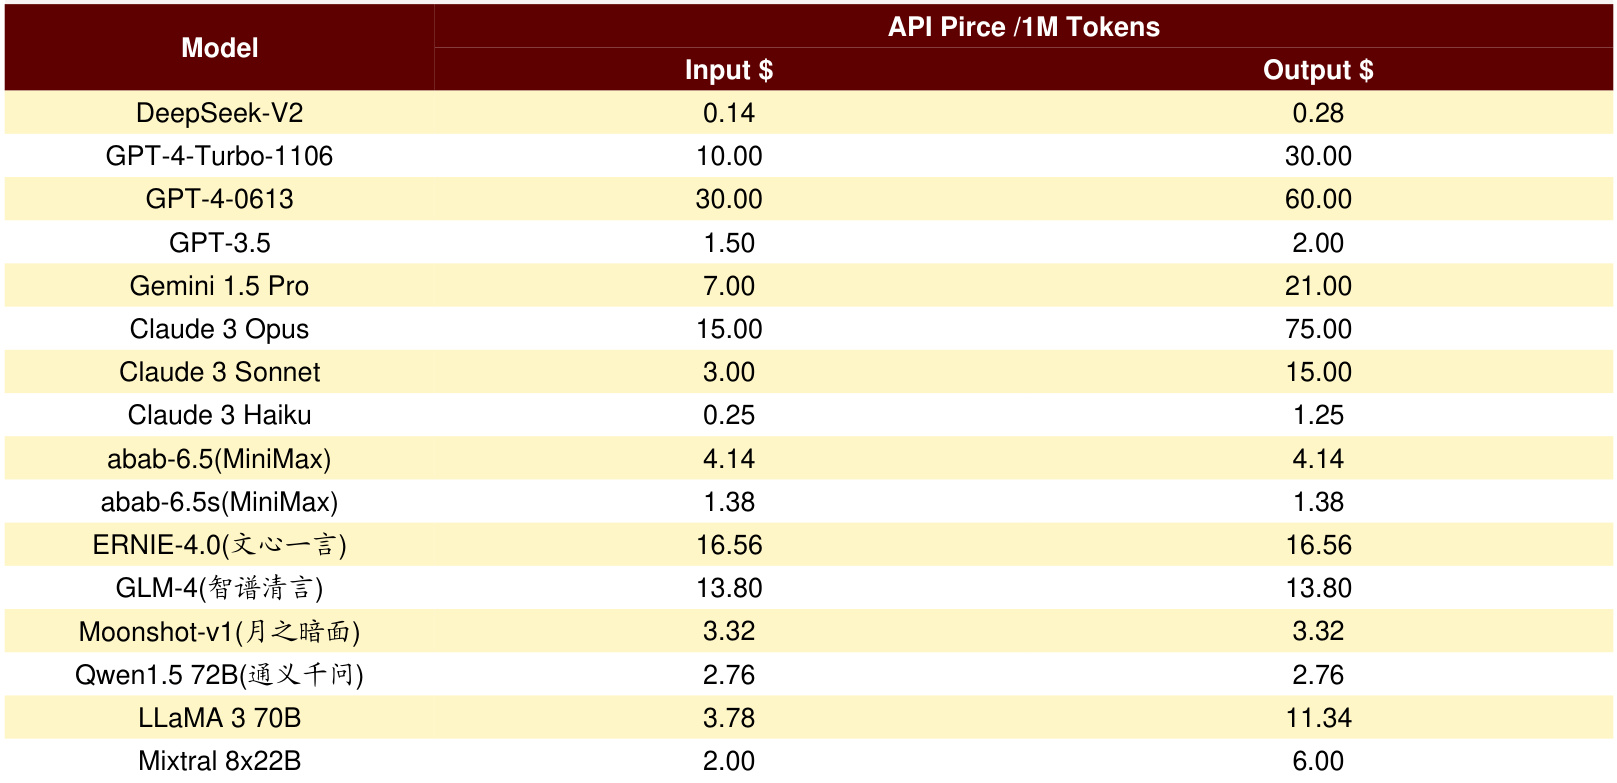 Model
API Pirce /1M Tokens
Input $ Output $
DeepSeek-V2 0.14 0.28
GPT-4-Turbo-1106 10.00 30.00
GPT-4-0613 30.00 60.00
GPT-3.5 1.50 2.00
Gemini 1.5 Pro 7.00 21.00
Claude 3 Opus 15.00 75.00
Claude 3 Sonnet 3.00 15.00
Claude 3 Haiku 0.25 1.25
abab-6.5(MiniMax) 4.14 4.14
abab-6.5s(MiniMax) 1.38 1.38
ERNIE-4.0(文心一言) 16.56 16.56
GLM-4(智谱清言) 13.80 13.80
Moonshot-v1(月之暗面) 3.32 3.32
Qwen1.5 72B(通义千问) 2.76 2.76
LLaMA 3 70B 3.78 11.34
Mixtral 8x22B 2.00 6.00